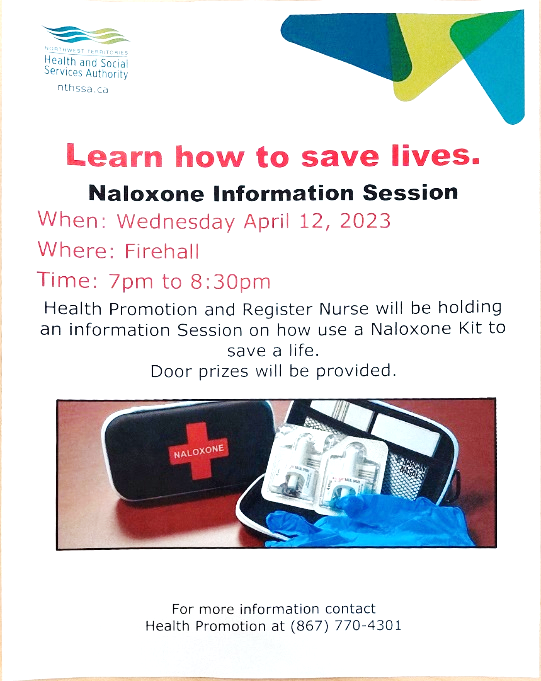 NORTHWEST TERRITORIES
Health and Social
Services Authority
nthssa.ca
Learn how to save lives.
Naloxone Information Session
When: Wednesday April 12, 2023
Where: Firehall
Time: 7pm to 8:30pm
Health Promotion and Register Nurse will be holding
an information Session on how use a Naloxone Kit to
save a life.
Door prizes will be provided.
NALOXONE
For more information contact
Health Promotion at (867) 770-4301